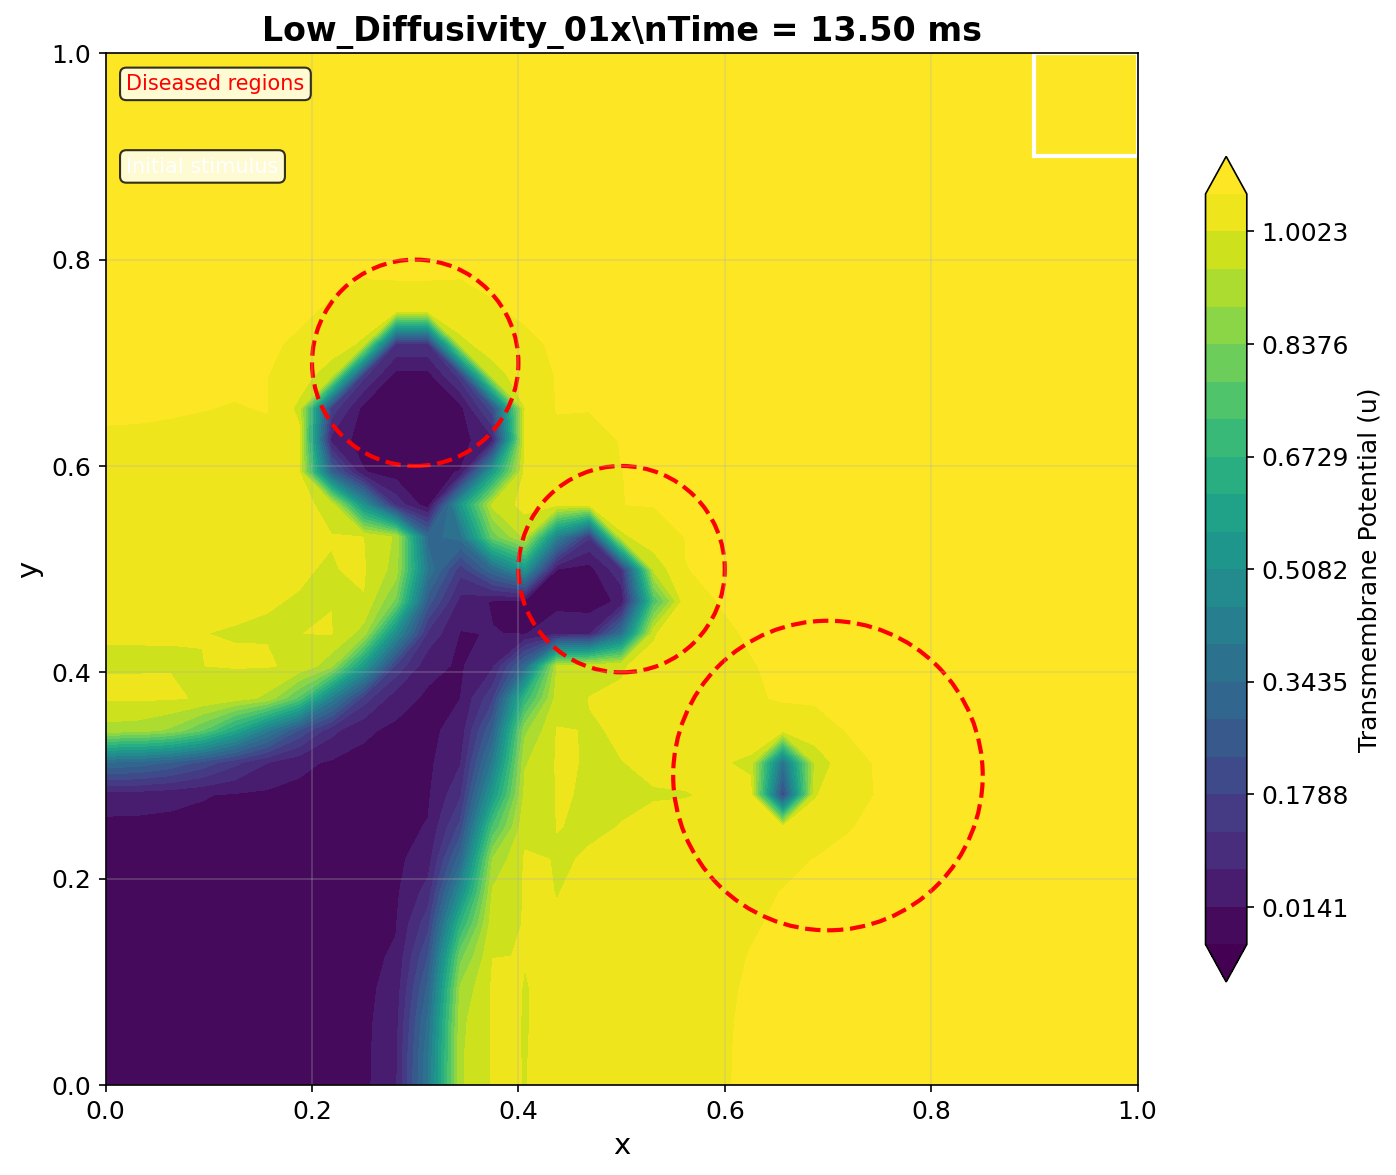 Low_Diffusivity_01x\nTime = 13.50 ms
Diseased regions
Initial stimulus
1.0
0.8
0.6
0.4
0.2
0.0
y
0.0 0.2 0.4 0.6 0.8 1.0
x
1.0023
0.8376
0.6729
0.5082
0.3435
0.1788
0.0141
Transmembrane Potential (u)